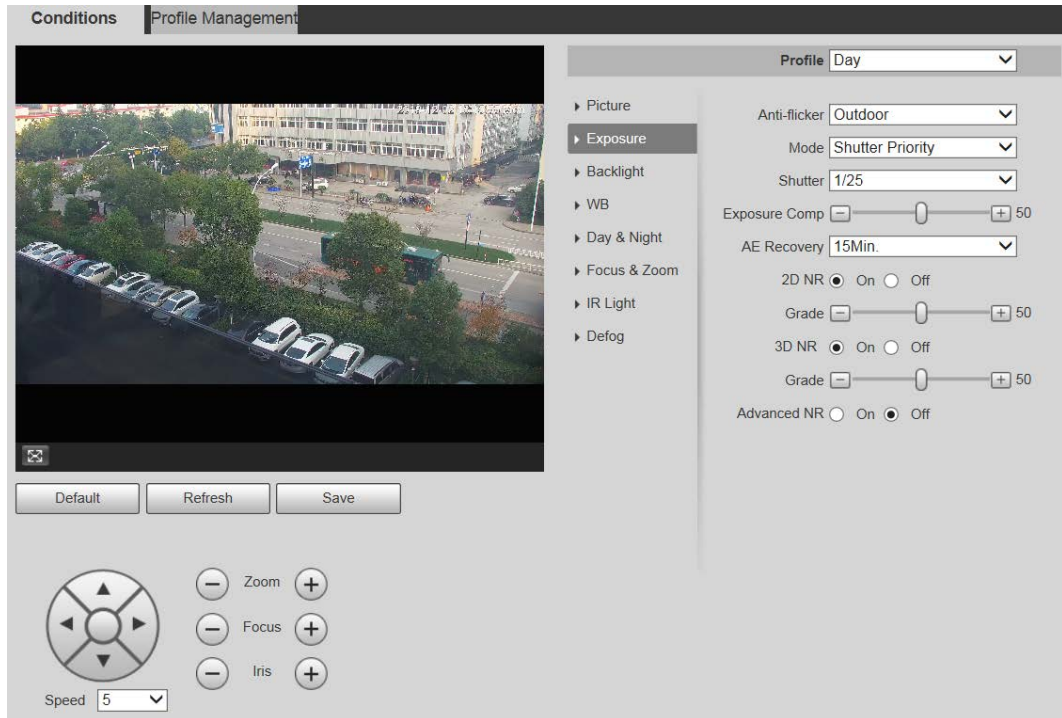 Conditions
Profile Management
Profile Day
Picture
Exposure
Backlight
WB
Day & Night
Focus & Zoom
IR Light
Defog
Anti-flicker Outdoor
Mode Shutter Priority
Shutter 1/25
Exposure Comp 50
AE Recovery 15Min.
2D NR On Off
Grade 50
3D NR On Off
Grade 50
Advanced NR On Off
Default Refresh Save
Zoom
Focus
Iris
Speed 5